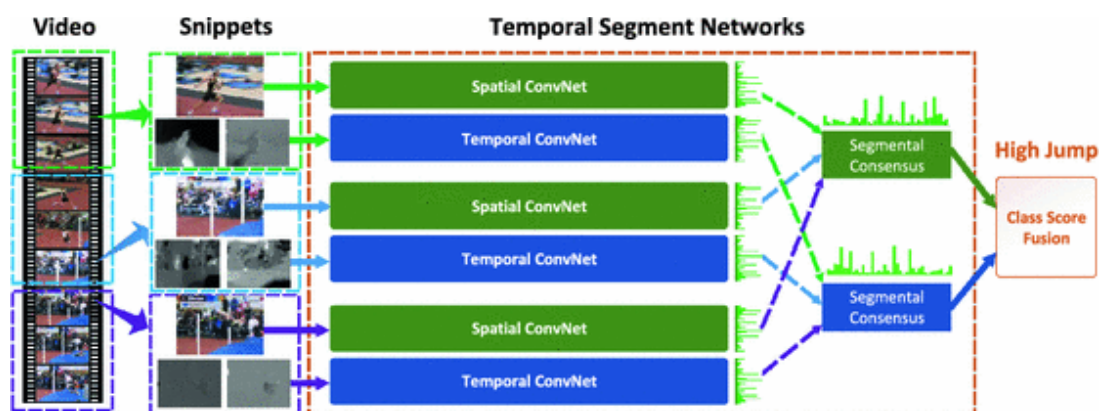 Video
Snippets
Temporal Segment Networks
Spatial ConvNet
Temporal ConvNet
Spatial ConvNet
Temporal ConvNet
Spatial ConvNet
Temporal ConvNet
Segmental
Consensus
Segmental
Consensus
High Jump
Class Score
Fusion